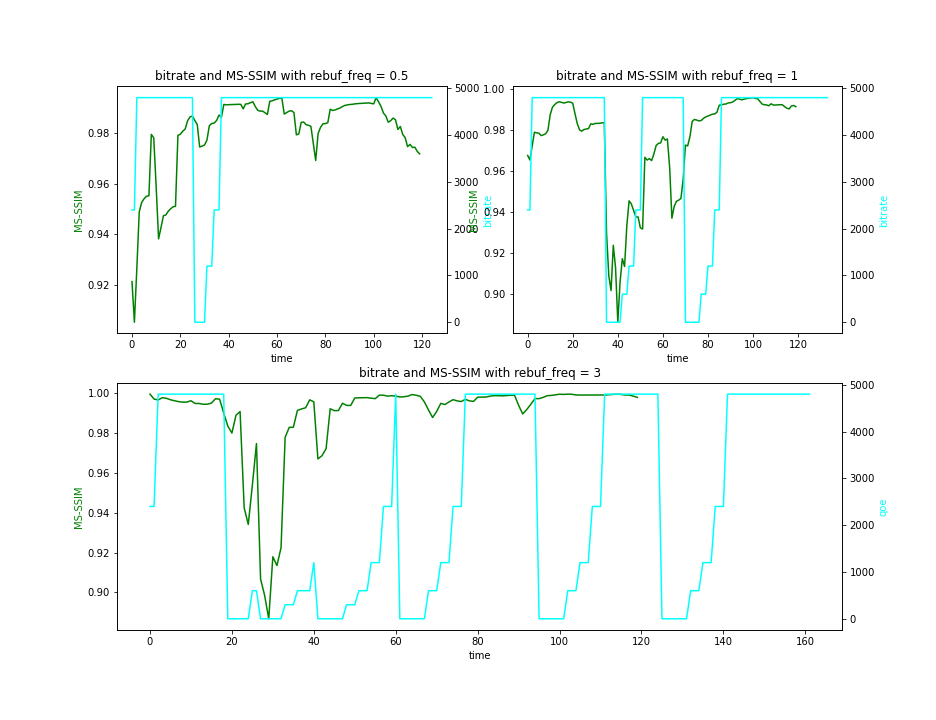 bitrate and MS-SSIM with rebuf_freq = 0.5
MS-SSIM
0.98
0.96
0.94
0.92
5000
4000
3000
2000
1000
0
bitrate
0 20 40 60 80 100 120
time
bitrate and MS-SSIM with rebuf_freq = 1
MS-SSIM
1.00
0.98
0.96
0.94
0.92
0.90
5000
4000
3000
2000
1000
0
bitrate
0 20 40 60 80 100 120
time
bitrate and MS-SSIM with rebuf_freq = 3
MS-SSIM
1.00
0.98
0.96
0.94
0.92
0.90
5000
4000
3000
2000
1000
0
qoe
0 20 40 60 80 100 120 140 160
time